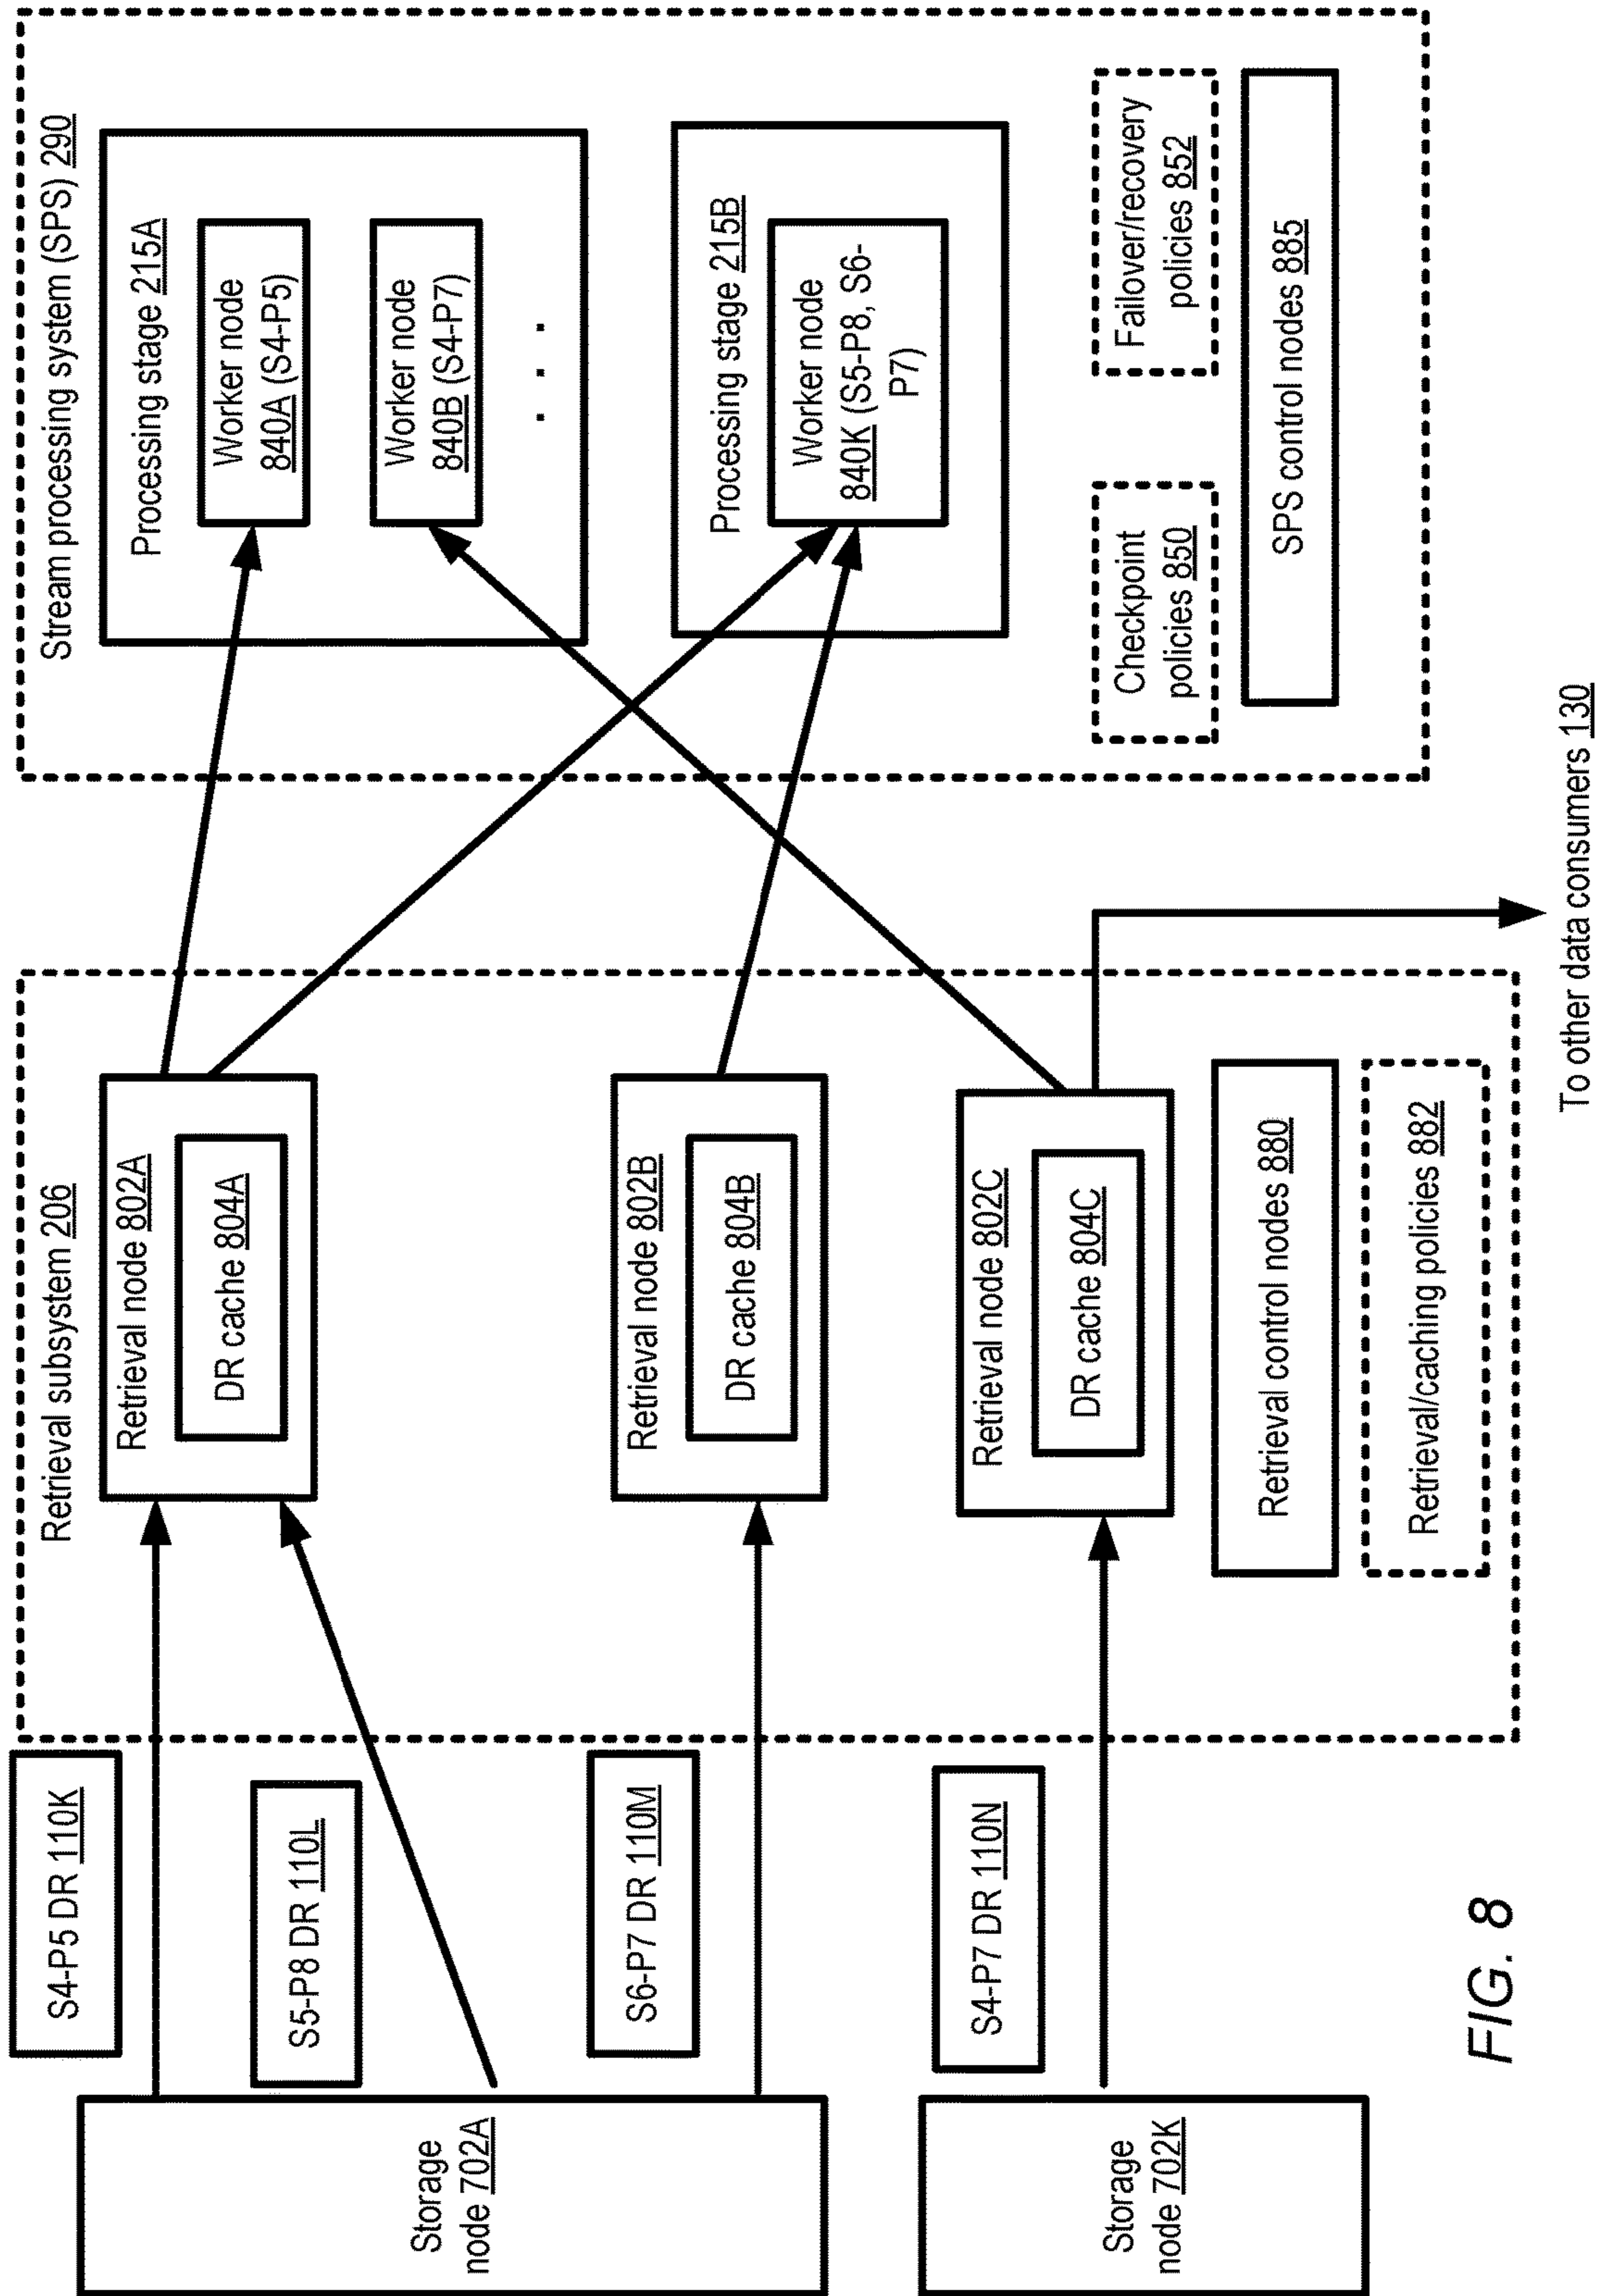 S4-P5 DR 110K
S5-P8 DR 110L
S6-P7 DR 110M
S4-P7 DR 110N
Storage
node 702A
Storage
node 702K
Retrieval subsystem 206
Retrieval node 802A
DR cache 804A
Retrieval node 802B
DR cache 804B
Retrieval node 802C
DR cache 804C
Retrieval control nodes 880
Retrieval/caching policies 882
Stream processing system (SPS) 290
Processing stage 215A
Worker node
840A (S4-P5)
Worker node
840B (S4-P7)
. . .
Processing stage 215B
Worker node
840K (S5-P8, S6-
P7)
Checkpoint
policies 850
Failover/recovery
policies 852
SPS control nodes 885
To other data consumers 130
FIG. 8